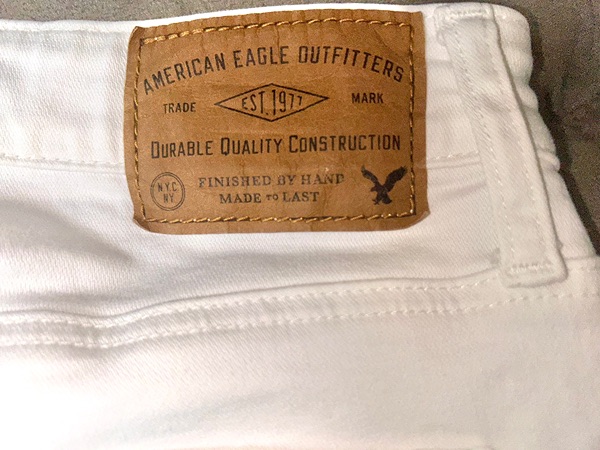 AMERICAN EAGLE OUTFITTERS
TRADE EST. 1977 MARK
DURABLE QUALITY CONSTRUCTION
N.Y.C
NY
FINISHED BY HAND
MADE TO LAST